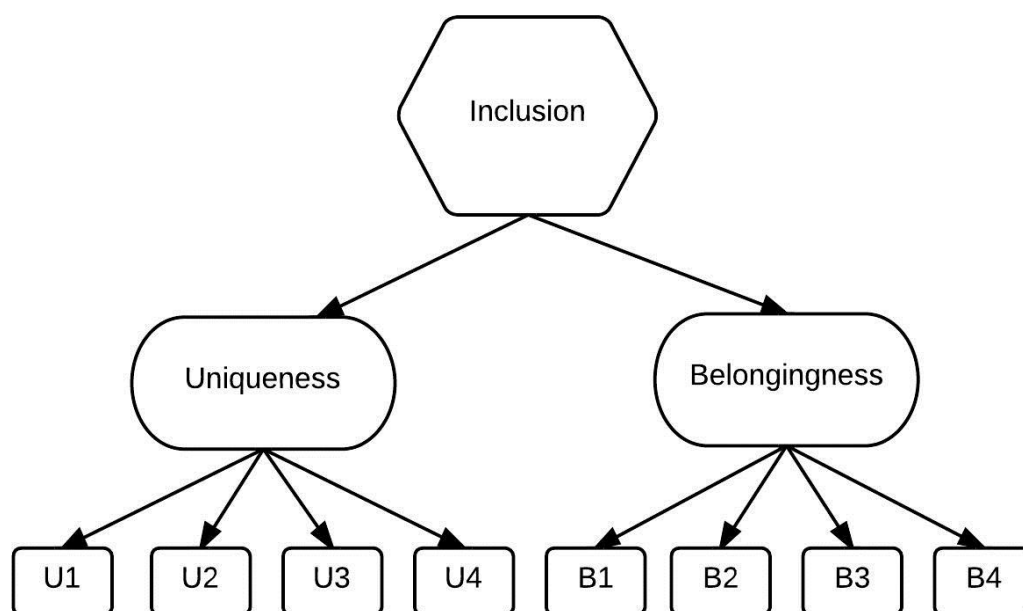 Inclusion
Uniqueness
Belongingness
U1
U2
U3
U4
B1
B2
B3
B4